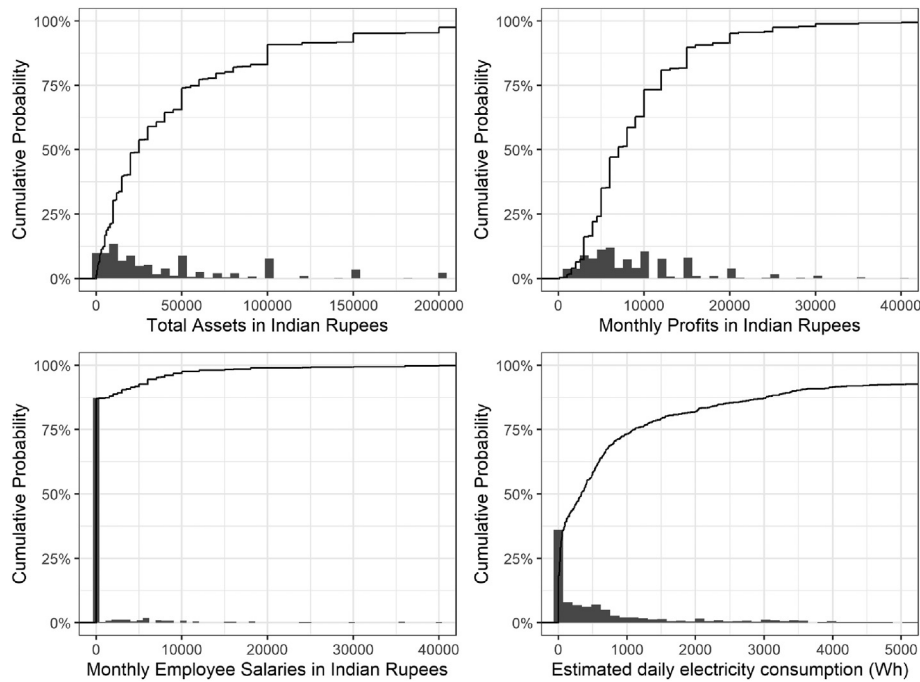 Cumulative Probability
100%
75%
50%
25%
0%
0 50000 100000 150000 200000
Total Assets in Indian Rupees
Cumulative Probability
100%
75%
50%
25%
0%
0 10000 20000 30000 40000
Monthly Profits in Indian Rupees
Cumulative Probability
100%
75%
50%
25%
0%
0 10000 20000 30000 40000
Monthly Employee Salaries in Indian Rupees
Cumulative Probability
100%
75%
50%
25%
0%
0 1000 2000 3000 4000 5000
Estimated daily electricity consumption (Wh)